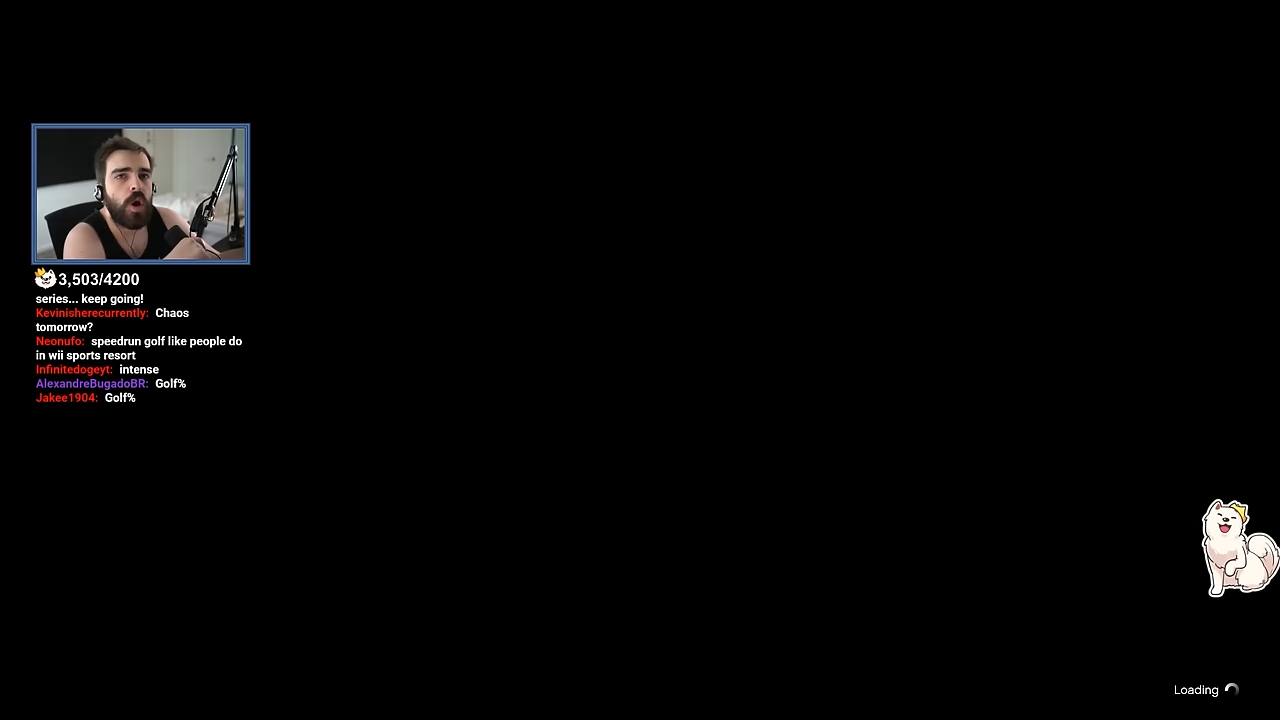 3,503/4200
series... keep going!
Kevinisherecurrently: Chaos
tomorrow?
Neonufo: speedrun golf like people do
in wii sports resort
Infinitedogeyt: intense
AlexandreBugadoBR: Golf%
Jakee1904: Golf%
Loading